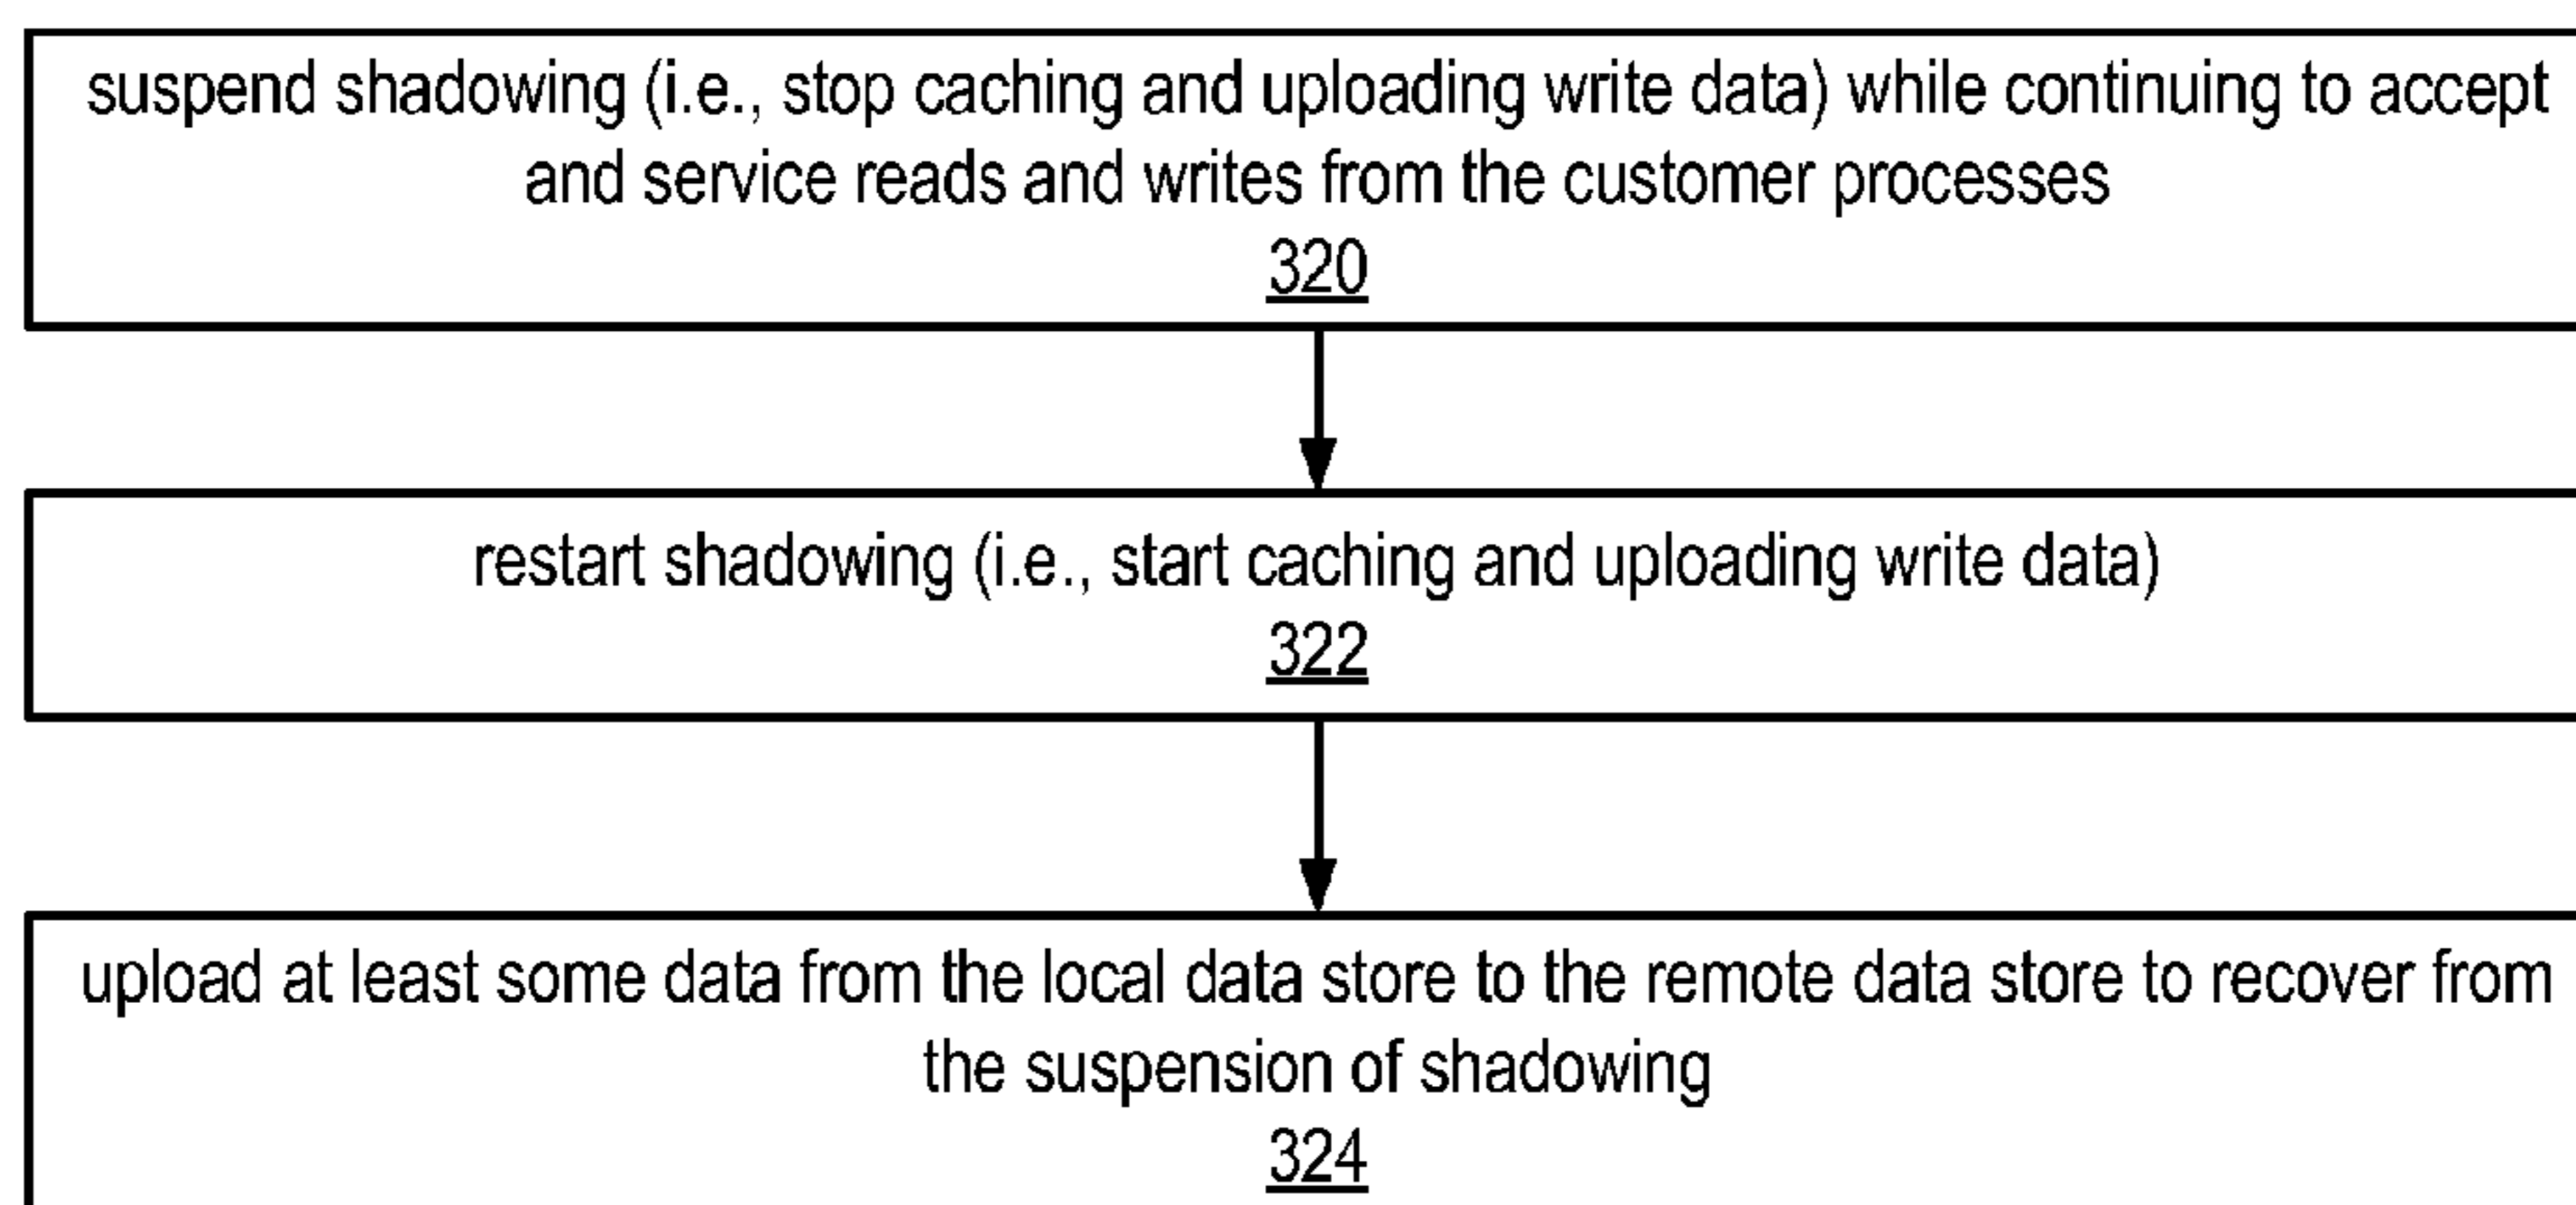 suspend shadowing (i.e., stop caching and uploading write data) while continuing to accept
and service reads and writes from the customer processes
320
restart shadowing (i.e., start caching and uploading write data)
322
upload at least some data from the local data store to the remote data store to recover from
the suspension of shadowing
324